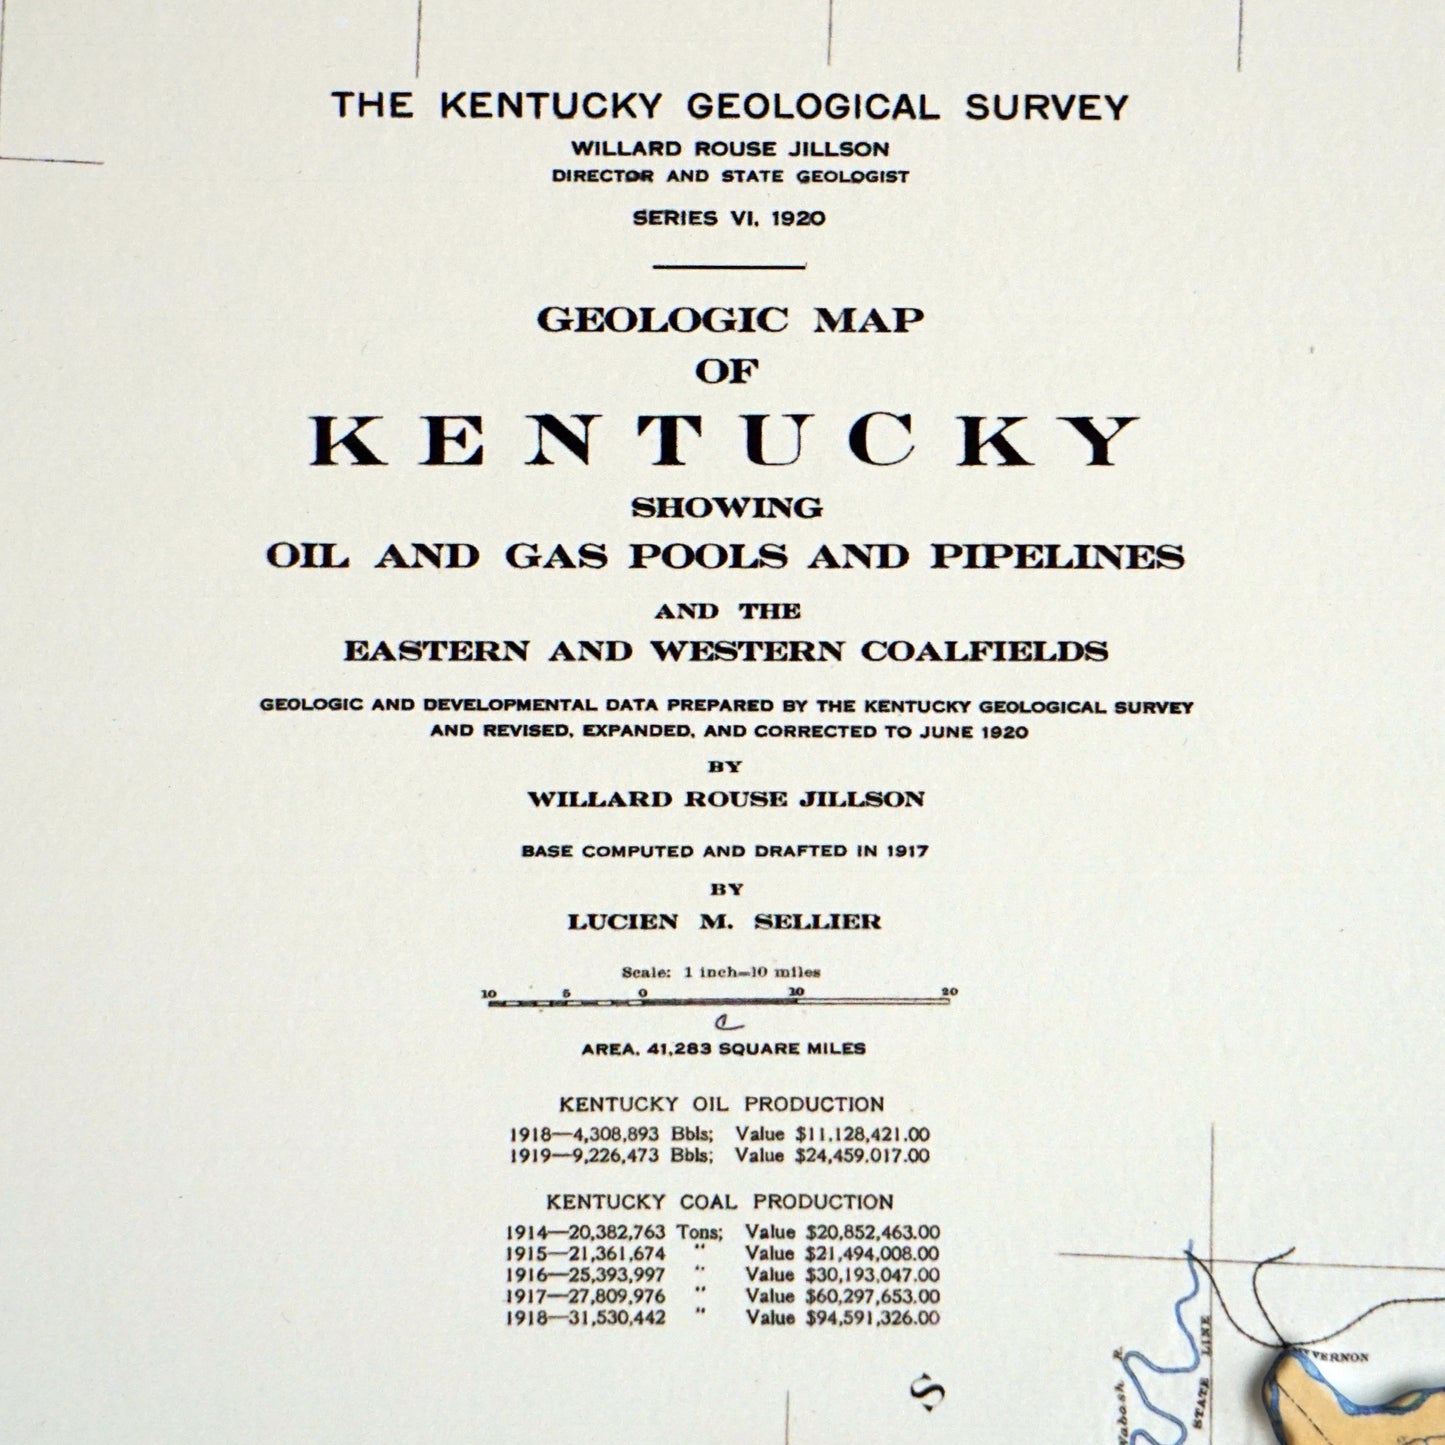 THE KENTUCKY GEOLOGICAL SURVEY
WILLARD ROUSE JILLSON
DIRECTOR AND STATE GEOLOGIST
SERIES VI, 1920
GEOLOGIC MAP
OF
KENTUCKY
SHOWING
OIL AND GAS POOLS AND PIPELINES
AND THE
EASTERN AND WESTERN COALFIELDS
GEOLOGIC AND DEVELOPMENTAL DATA PREPARED BY THE KENTUCKY GEOLOGICAL SURVEY
AND REVISED, EXPANDED, AND CORRECTED TO JUNE 1920
BY
WILLARD ROUSE JILLSON
BASE COMPUTED AND DRAFTED IN 1917
BY
LUCIEN M. SELLIER
Scale: 1 inch=10 miles
10 5 0 10 20
AREA, 41,283 SQUARE MILES
KENTUCKY OIL PRODUCTION
1918—4,308,893 Bbls; Value $11,128,421.00
1919—9,226,473 Bbls; Value $24,459.017.00
KENTUCKY COAL PRODUCTION
1914—20,382,763 Tons; Value $20,852,463.00
1915—21,361,674 " Value $21,494,008.00
1916—25,393,997 " Value $30,193,047.00
1917—27,809,976 " Value $60,297,653.00
1918—31,530,442 " Value $94,591,326.00
S
Wabash R.
STATE LINE
VERNON